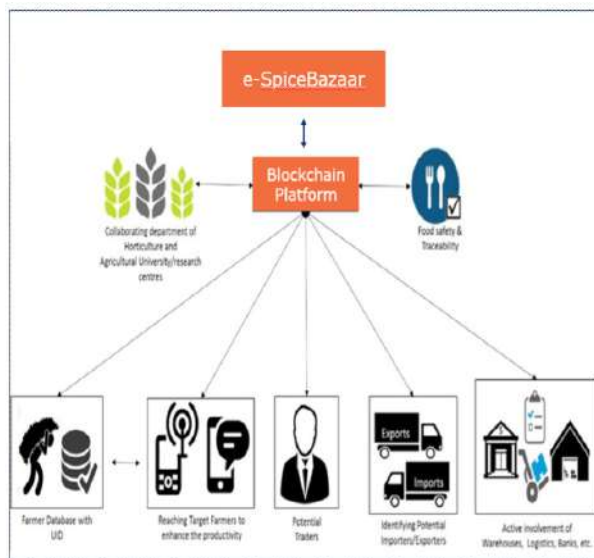 e-SpiceBazaar
Blockchain
Platform
Collaborating department of
Horticulture and
Agricultural University/research
centres
Food safety &
Traceability
Exports
Imports
Farmer Database with
UID
Reaching Target Farmers to
enhance the productivity
Potential
Traders
Identifying Potential
Importers/Exporters
Active involvement of
Warehouses, Logistics, Banks, etc.